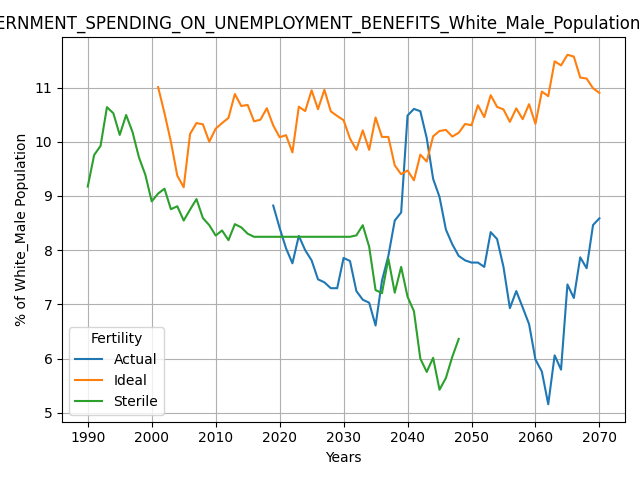 ERNMENT_SPENDING_ON_UNEMPLOYMENT_BENEFITS_White_Male_Population
% of White_Male Population
11
10
9
8
7
6
5
Fertility
Actual
Ideal
Sterile
1990 2000 2010 2020 2030 2040 2050 2060 2070
Years